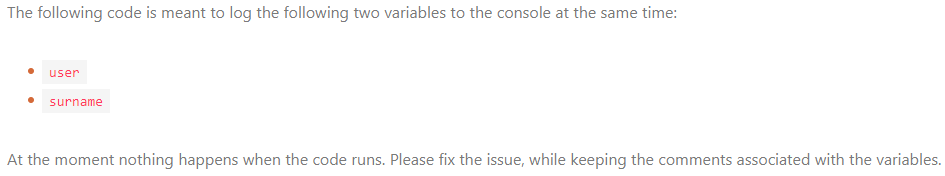 The following code is meant to log the following two variables to the console at the same time:
user
surname
At the moment nothing happens when the code runs. Please fix the issue, while keeping the comments associated with the variables.